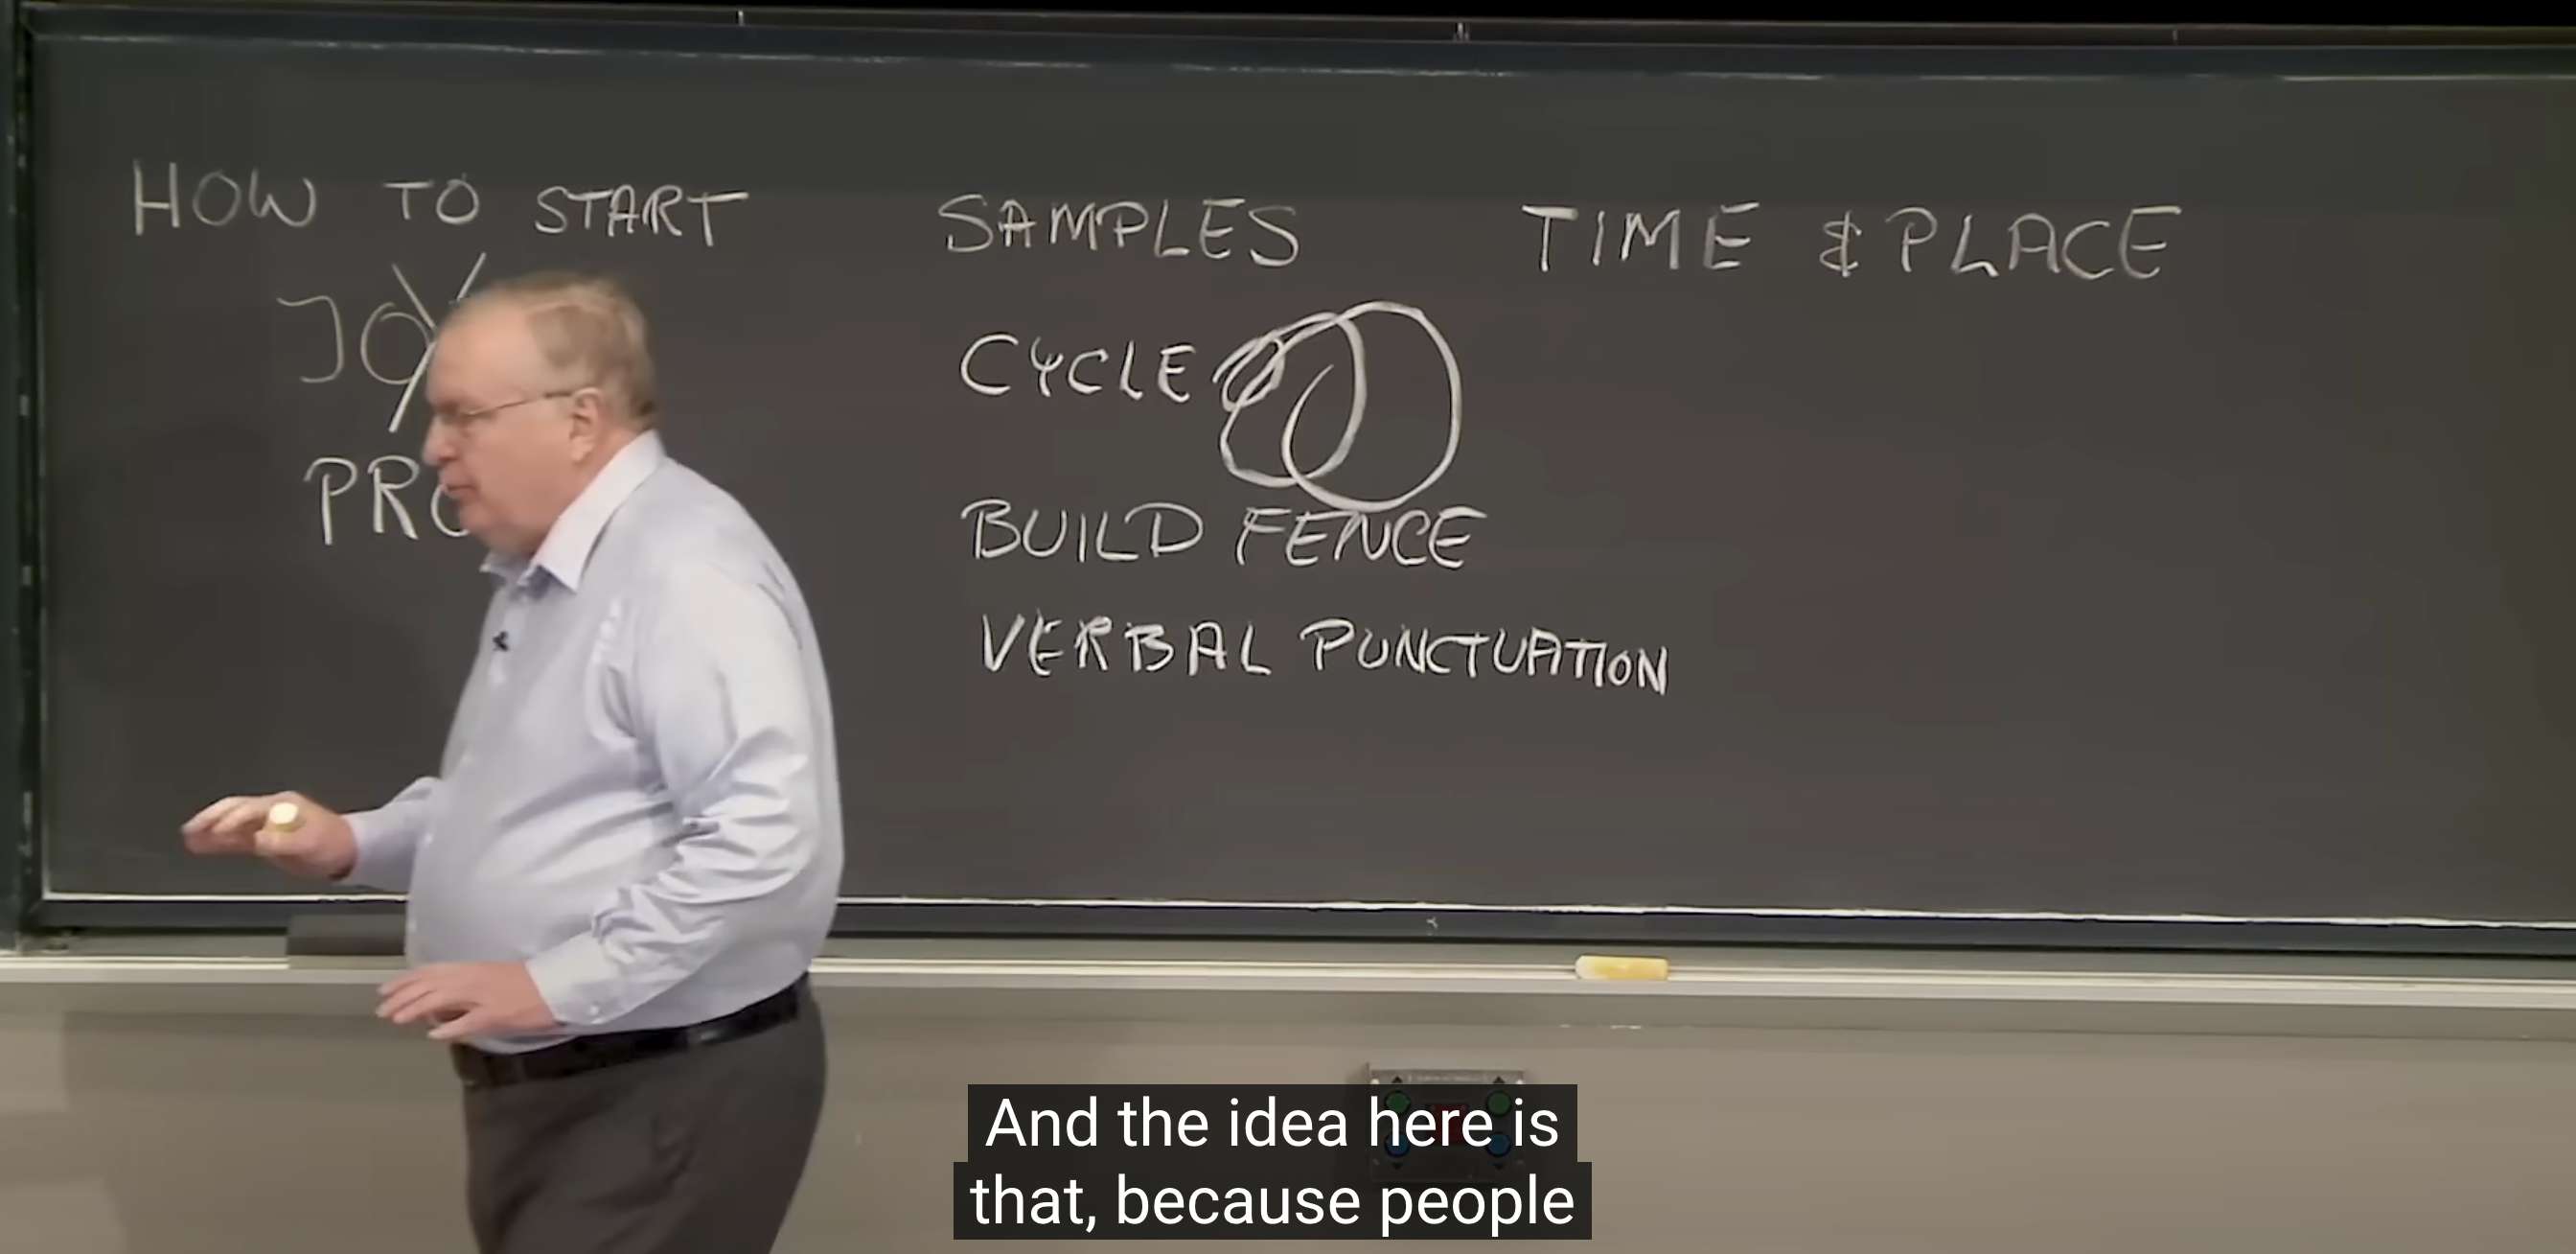 HOW TO START
SAMPLES
TIME & PLACE
CYCLE
BUILD FENCE
VERBAL PUNCTUATION
And the idea here is
that, because people